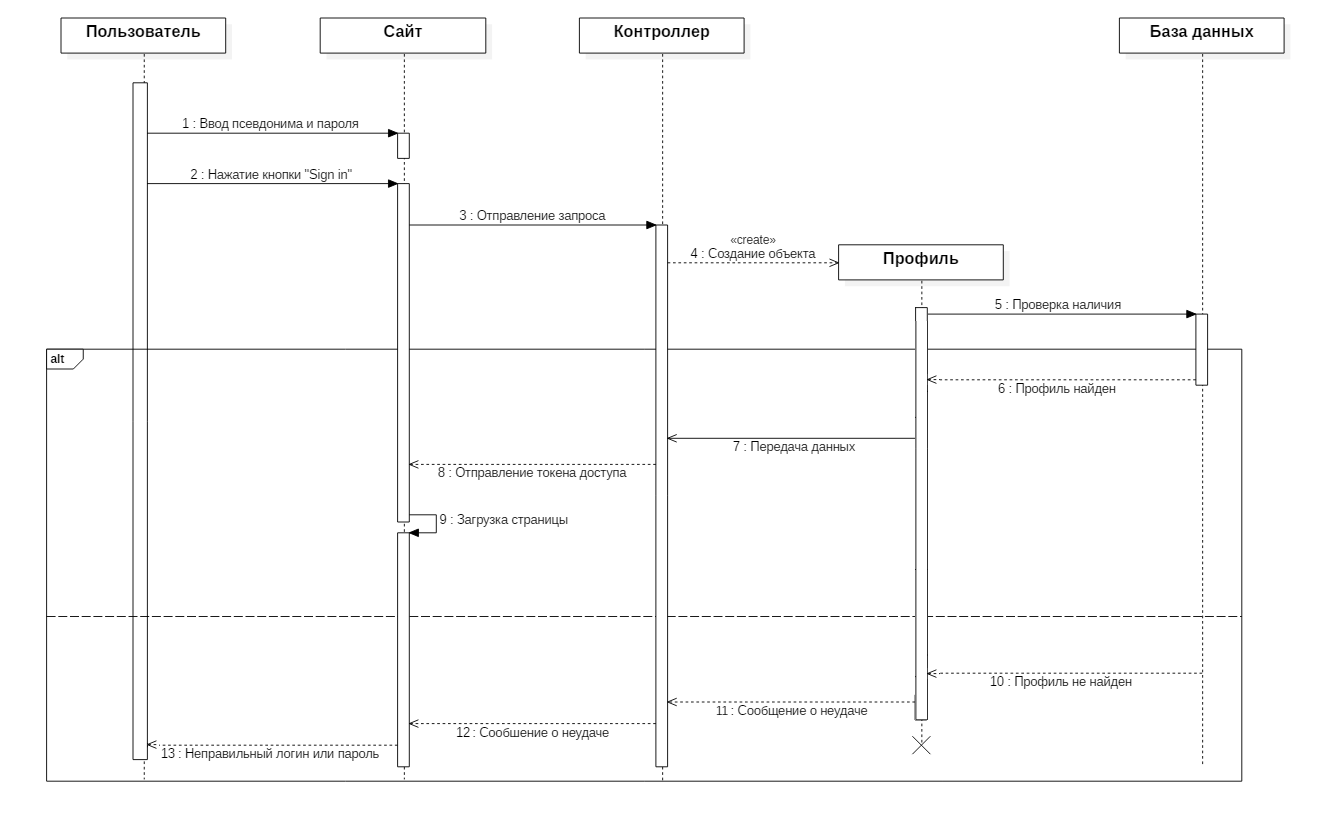 Пользователь
Сайт
Контроллер
База данных
1 : Ввод псевдонима и пароля
2 : Нажатие кнопки "Sign in"
3 : Отправление запроса
«create»
4 : Создание объекта
Профиль
5 : Проверка наличия
alt
6 : Профиль найден
7 : Передача данных
8 : Отправление токена доступа
9 : Загрузка страницы
10 : Профиль не найден
11 : Сообщение о неудаче
12 : Сообшение о неудаче
13 : Неправильный логин или пароль